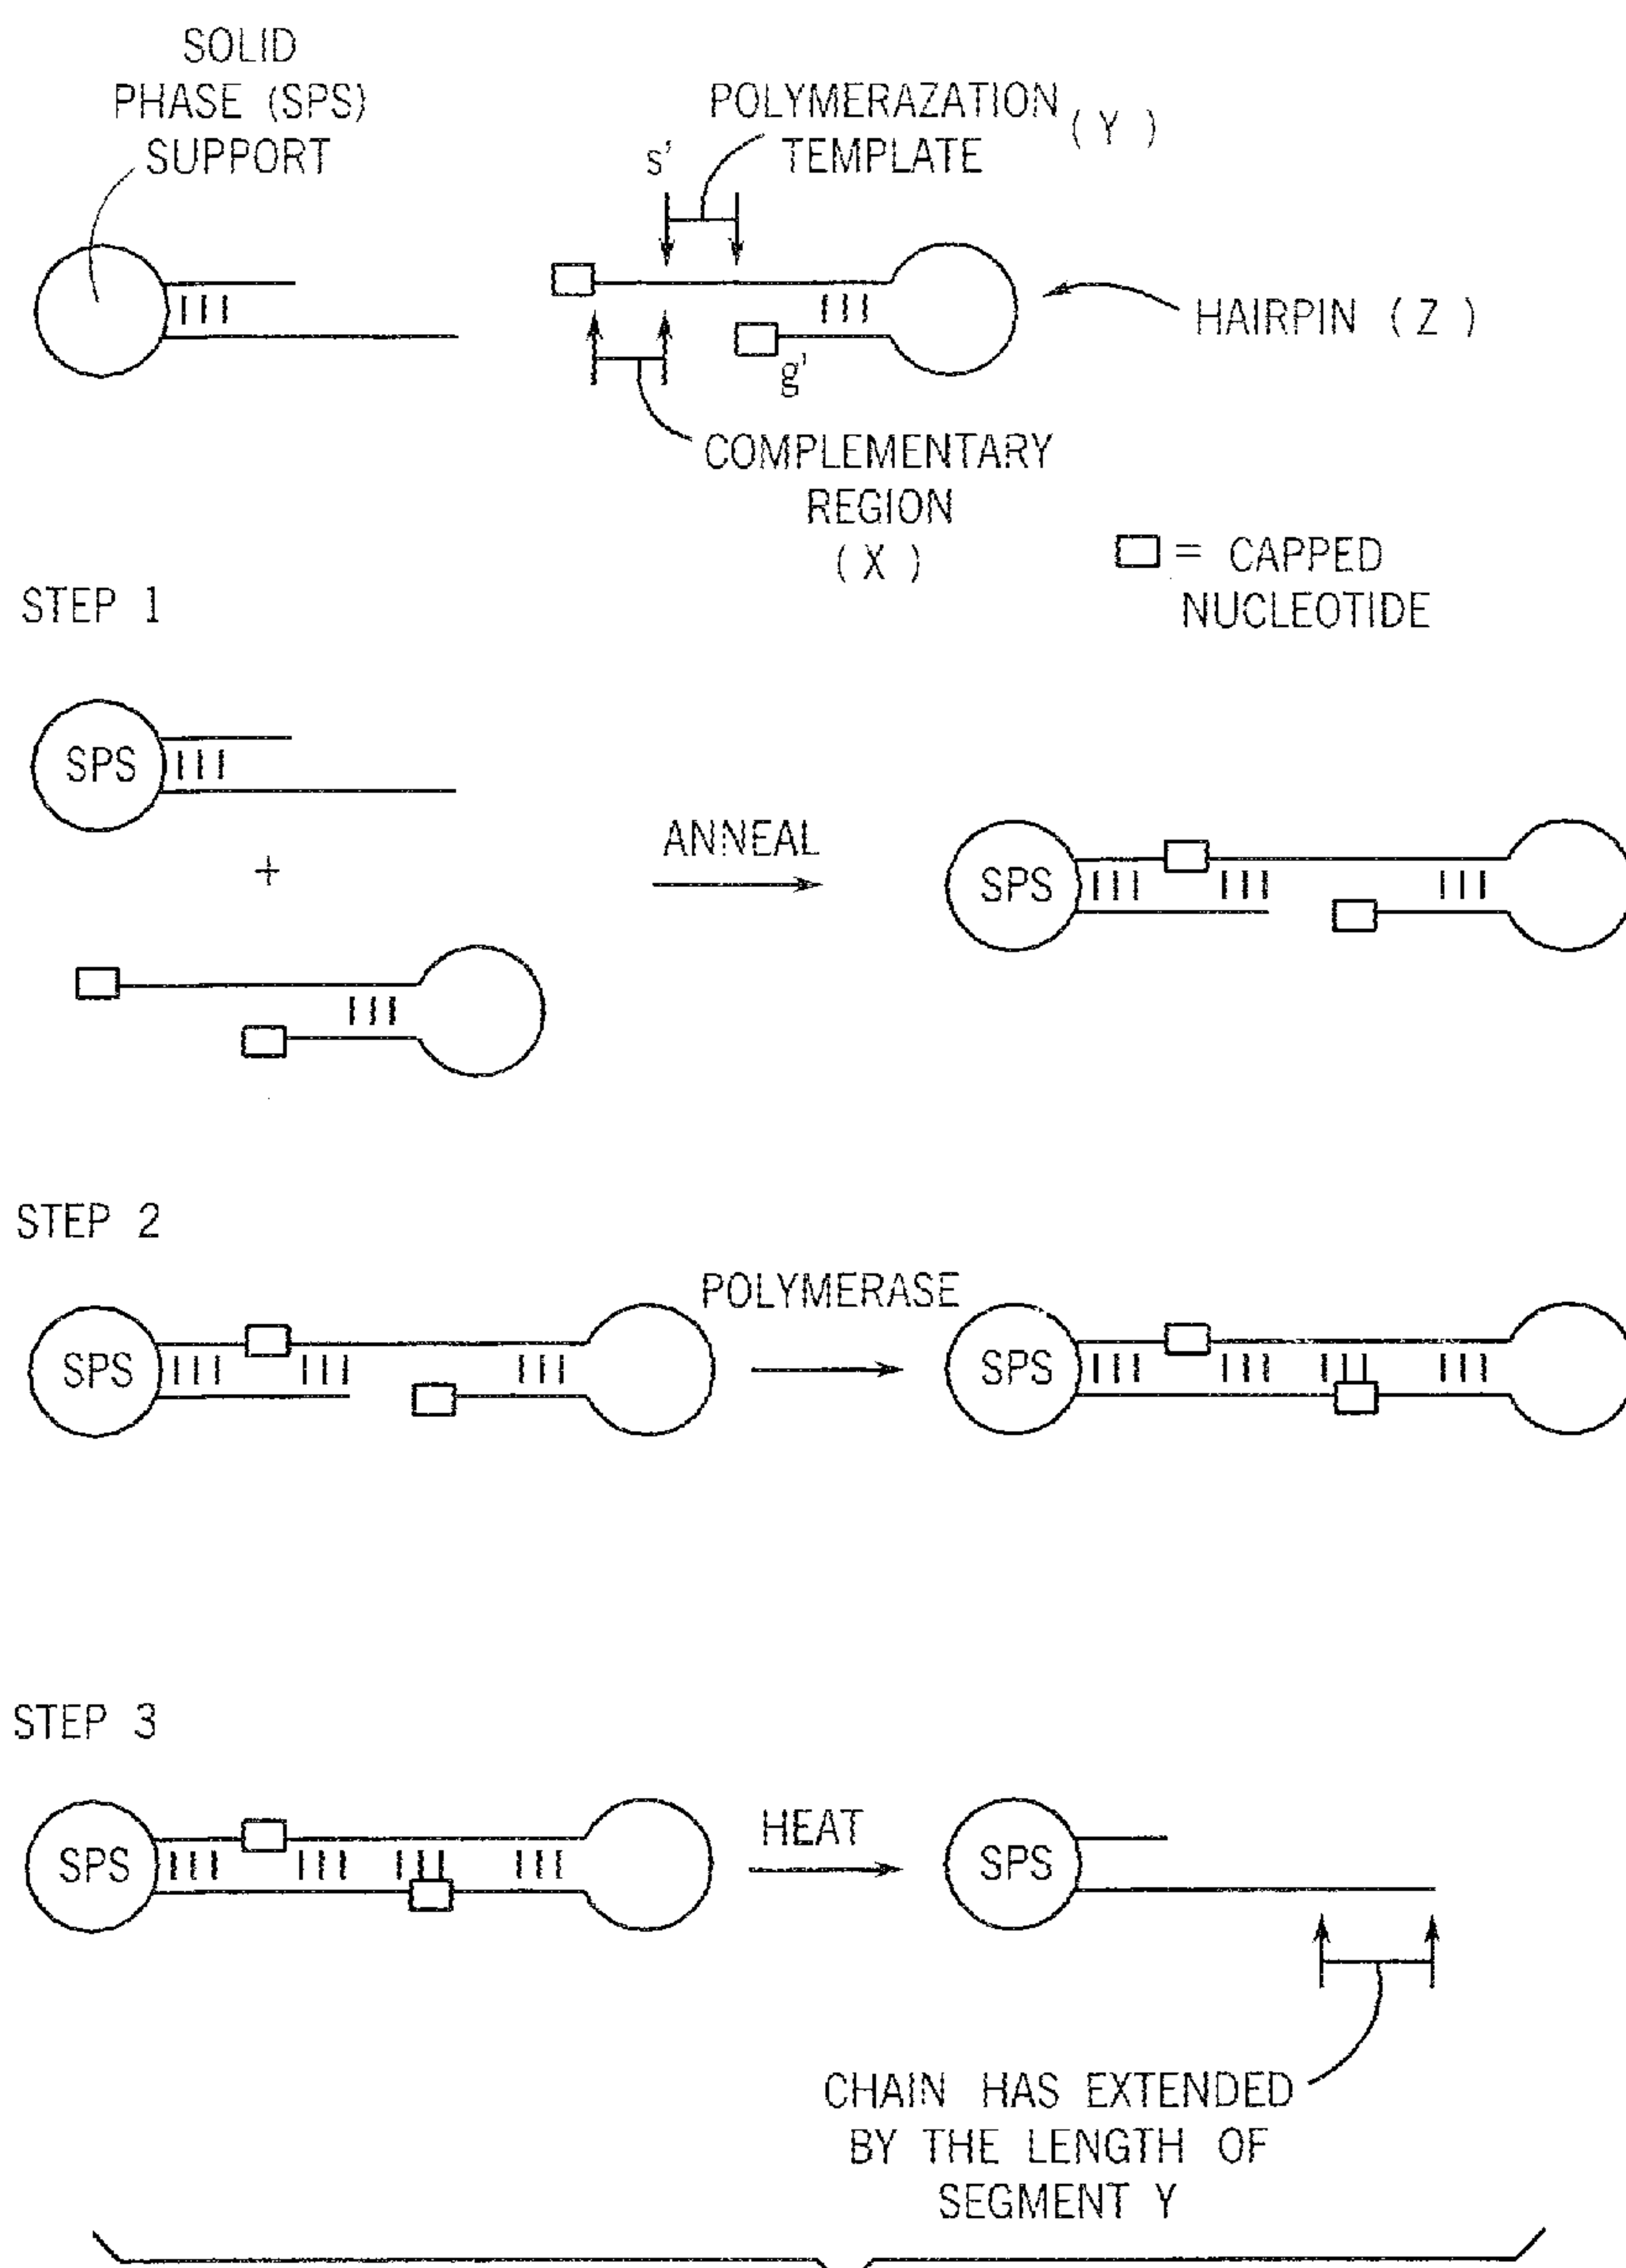 SOLID
PHASE (SPS)
SUPPORT
POLYMERAZATION
TEMPLATE
( Y )
s'
HAIRPIN ( Z )
g'
COMPLEMENTARY
REGION
( X )
= CAPPED
NUCLEOTIDE
STEP 1
SPS
+
ANNEAL
SPS
STEP 2
SPS
POLYMERASE
SPS
STEP 3
SPS
HEAT
SPS
CHAIN HAS EXTENDED
BY THE LENGTH OF
SEGMENT Y